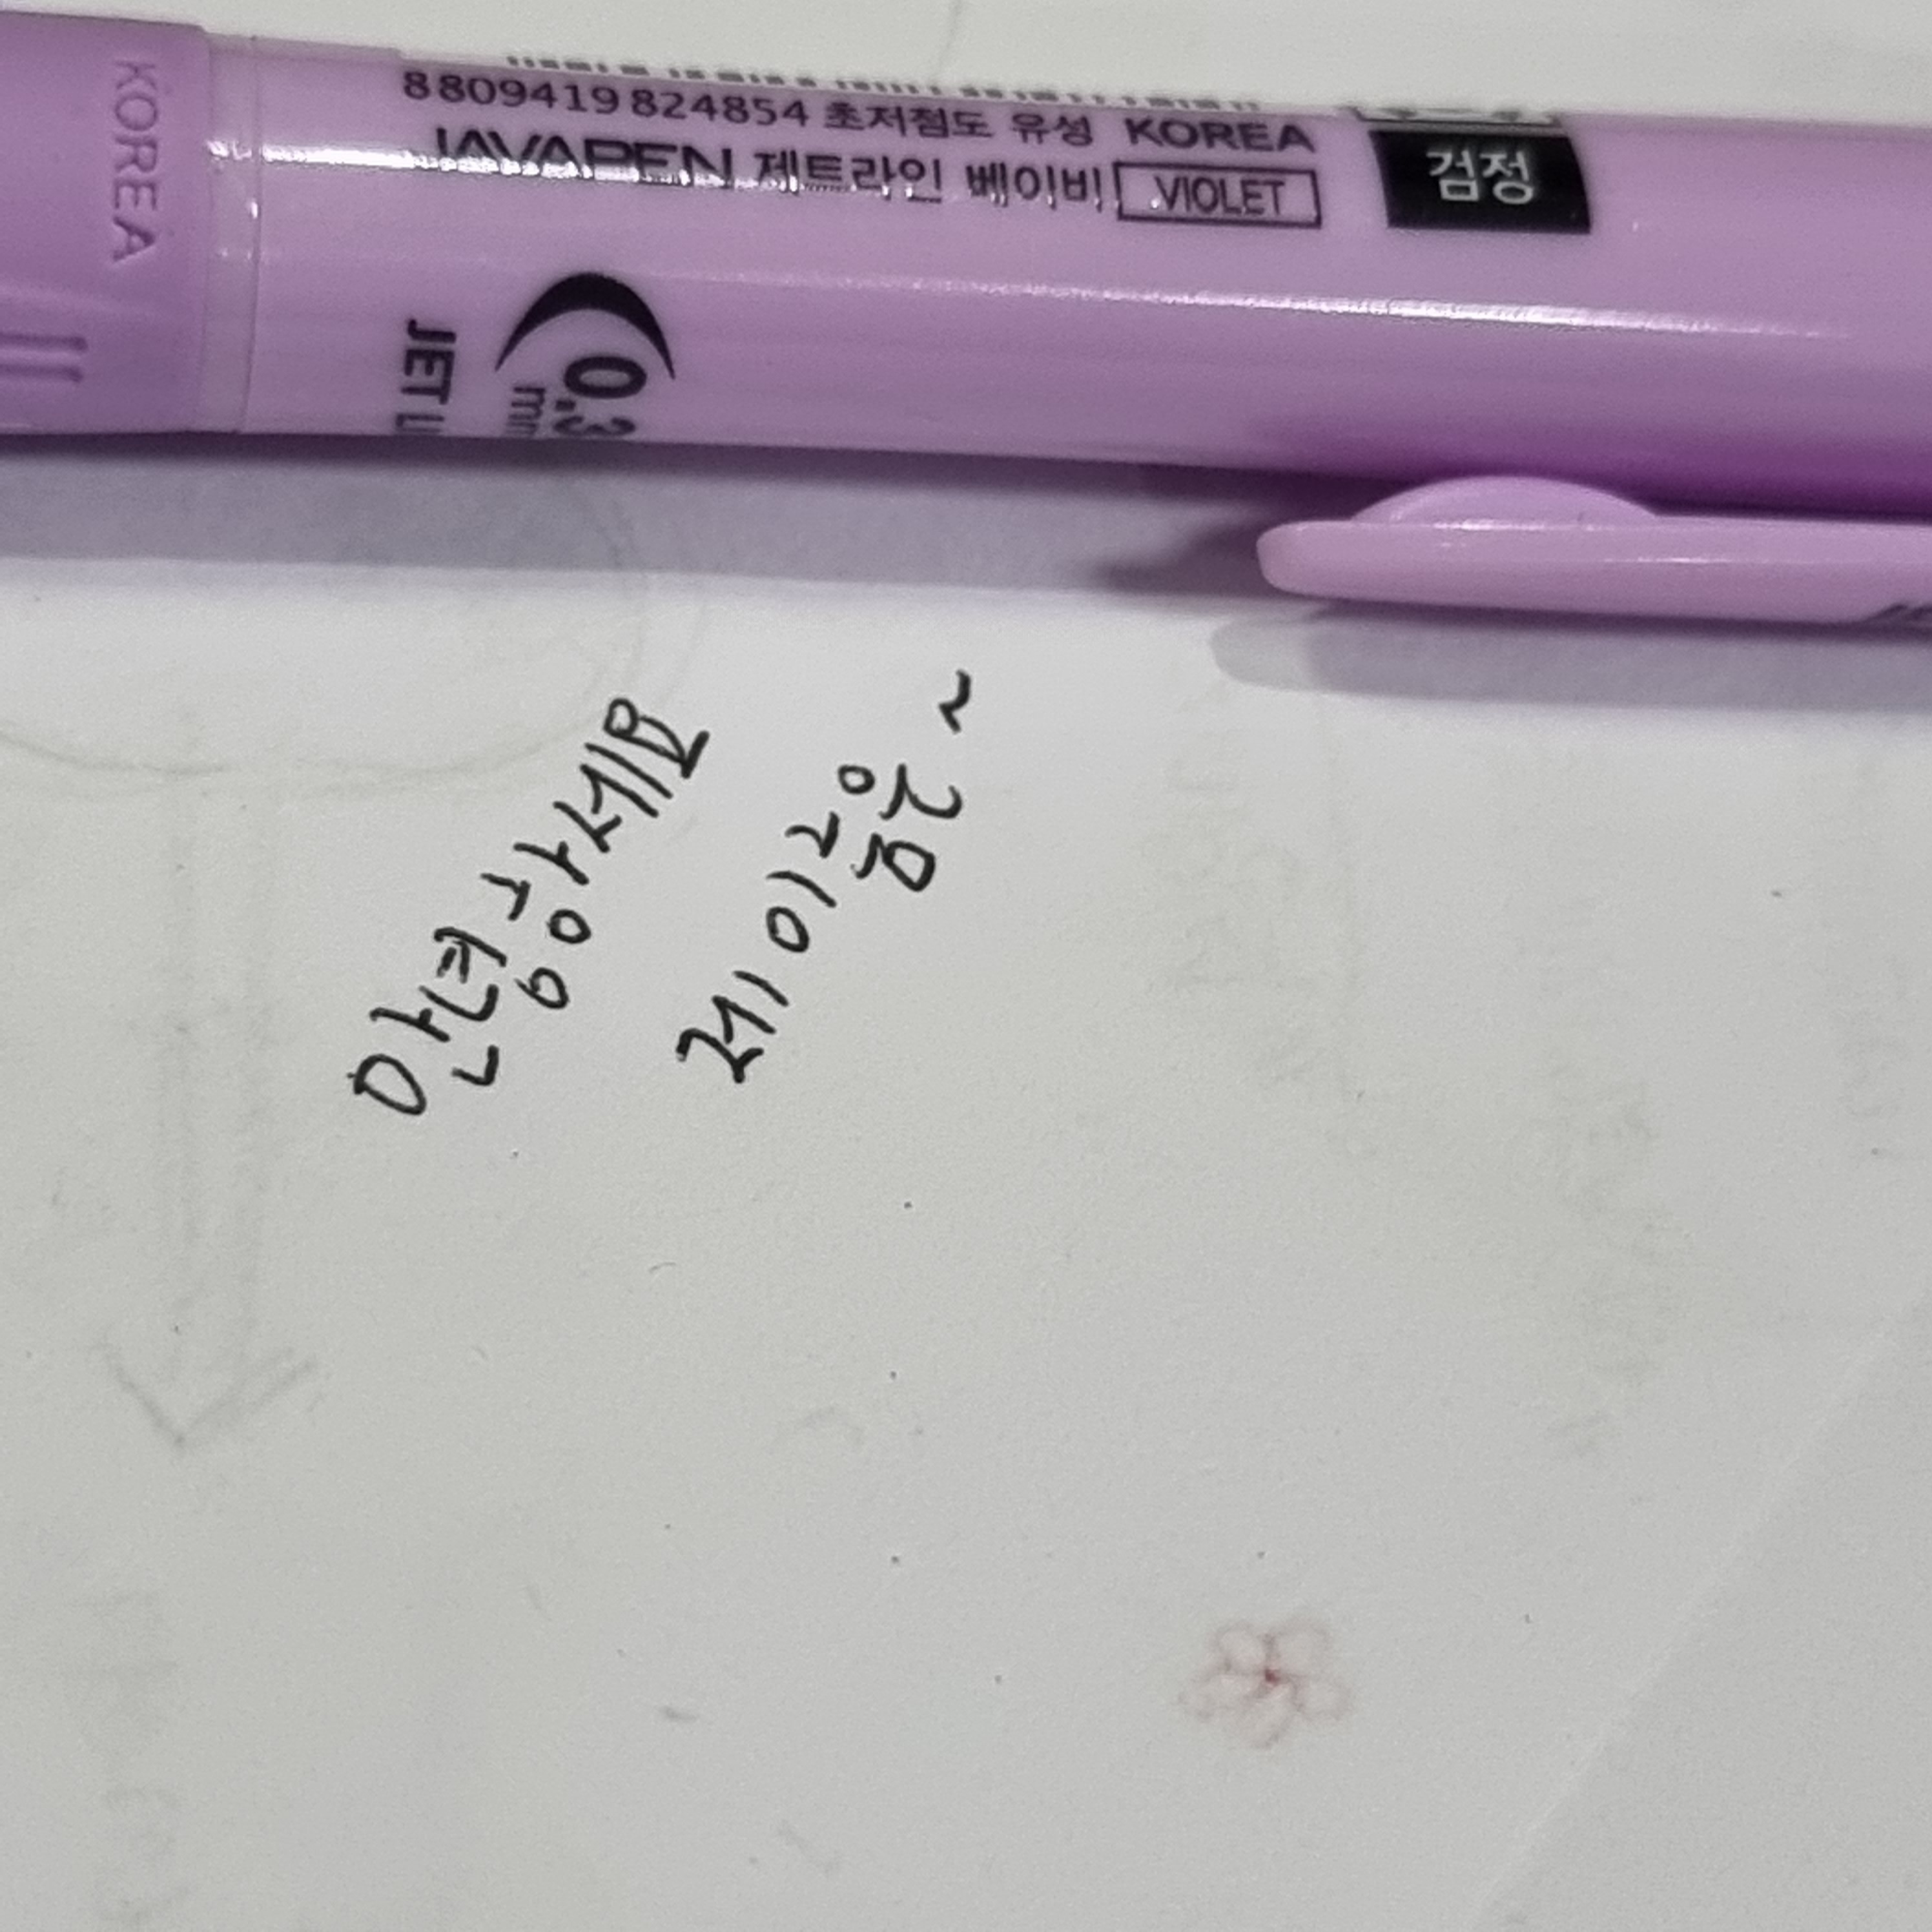 KOREA
8809419824854 초저점도 유성 KOREA
JAVAPEN 제트라인 베이비 VIOLET
검정
0.3
JET
안녕하세요
제 이름은 ~